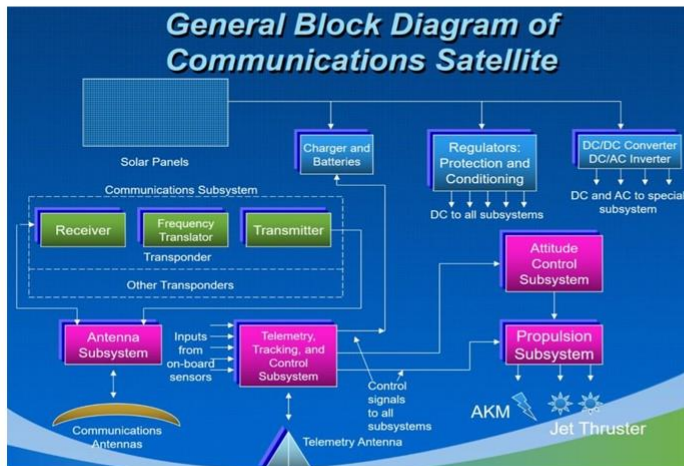 General Block Diagram of
Communications Satellite
Solar Panels
Charger and
Batteries
Regulators:
Protection and
Conditioning
DC/DC Converter
DC/AC Inverter
DC to all subsystems
DC and AC to special
subsystem
Communications Subsystem
Receiver
Frequency
Translator
Transmitter
Transponder
Other Transponders
Attitude
Control
Subsystem
Antenna
Subsystem
Inputs
from
on-board
sensors
Telemetry,
Tracking, and
Control
Subsystem
Propulsion
Subsystem
Control
signals
to all
subsystems
AKM
Jet Thruster
Communications
Antennas
Telemetry Antenna